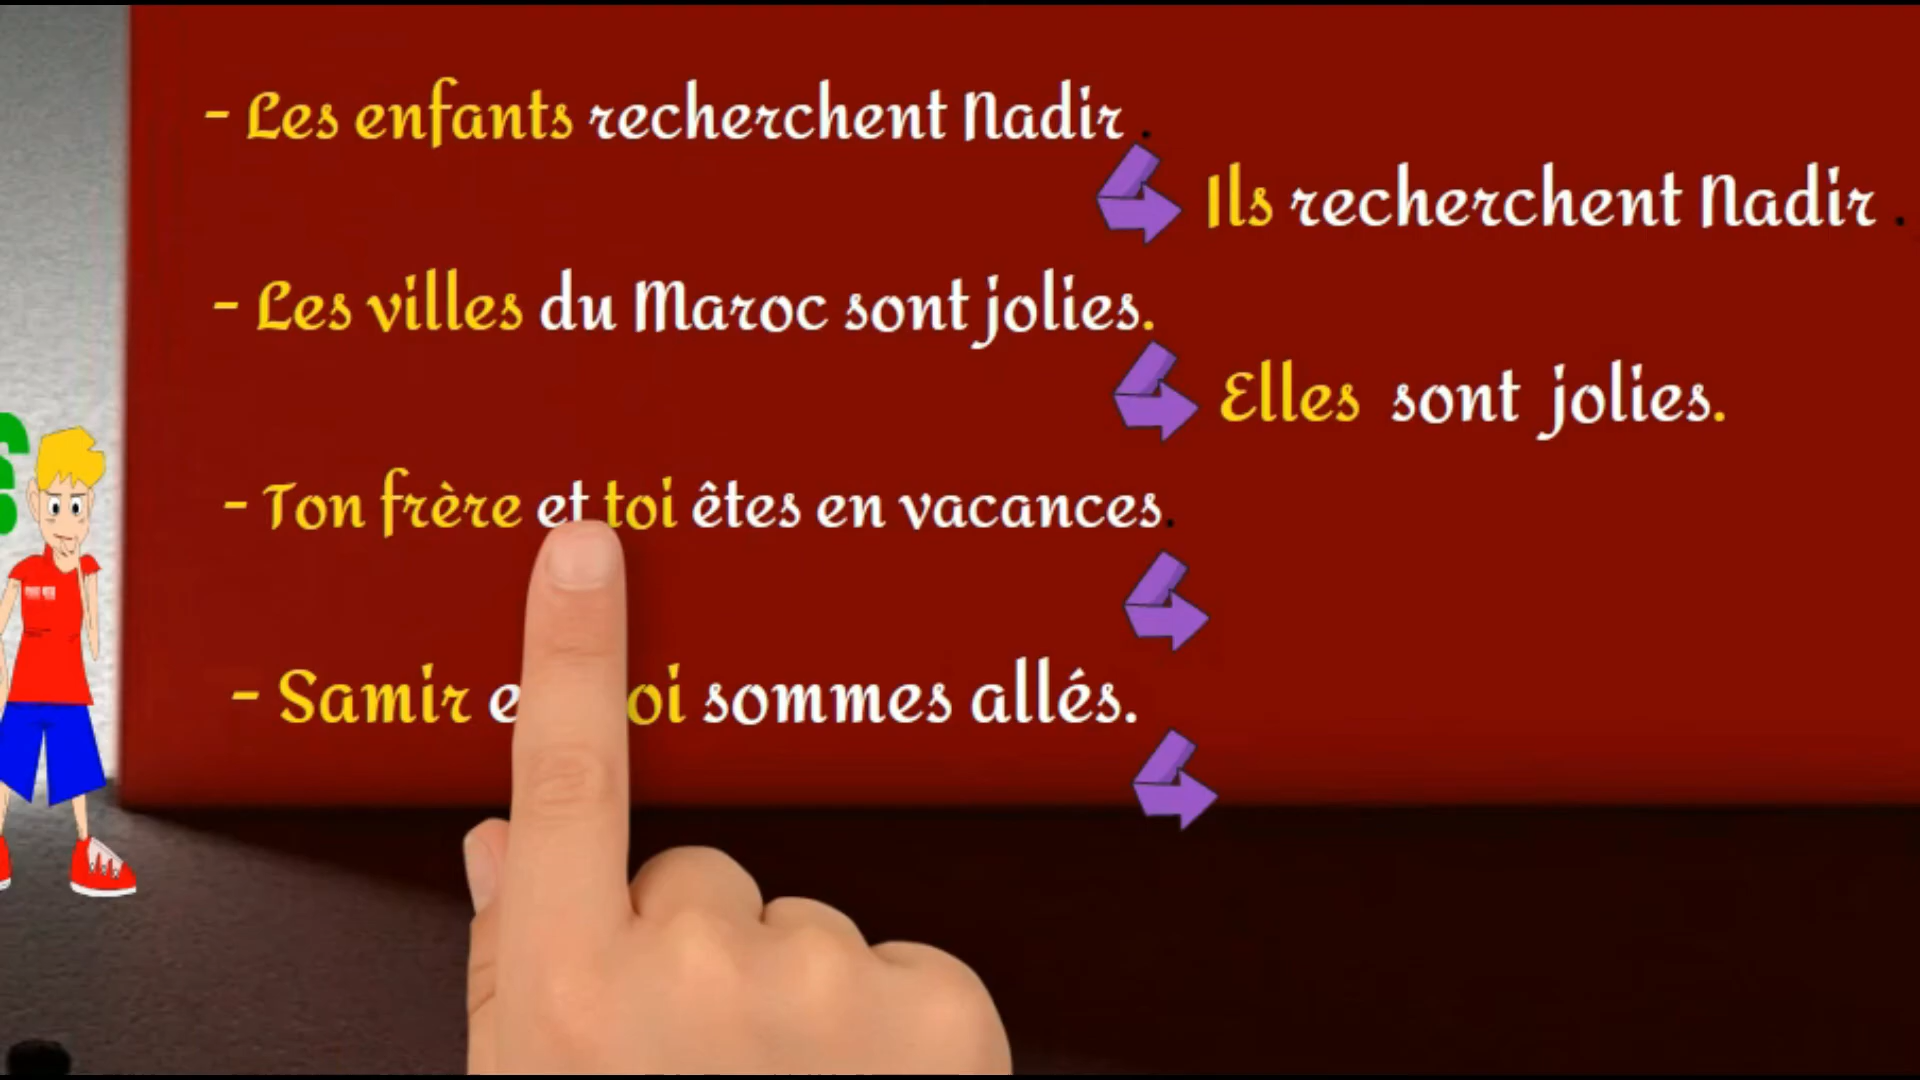 - Les enfants recherchent Nadir .
Ils recherchent Nadir .
- Les villes du Maroc sont jolies.
Elles sont jolies.
- Ton frère et toi êtes en vacances.
- Samir sommes allés.